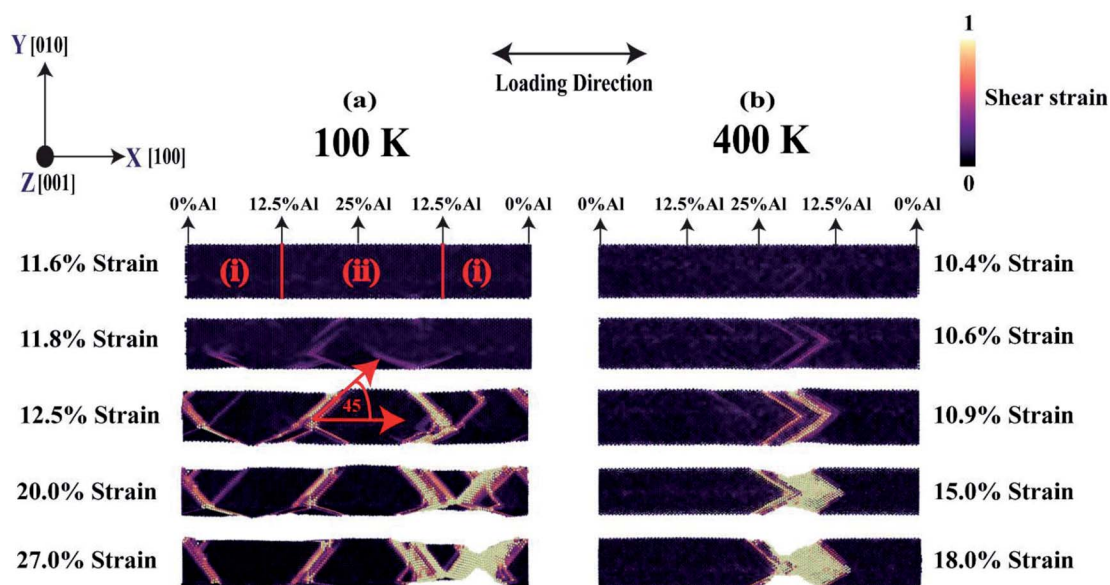 Y [010]
X [100]
Z [001]
Loading Direction
1
Shear strain
0
(a)
100 K
(b)
400 K
0%Al 12.5%Al 25%Al 12.5%Al 0%Al
0%Al 12.5%Al 25%Al 12.5%Al 0%Al
11.6% Strain
(i) (ii) (i)
10.4% Strain
11.8% Strain
10.6% Strain
12.5% Strain
45
10.9% Strain
20.0% Strain
15.0% Strain
27.0% Strain
18.0% Strain